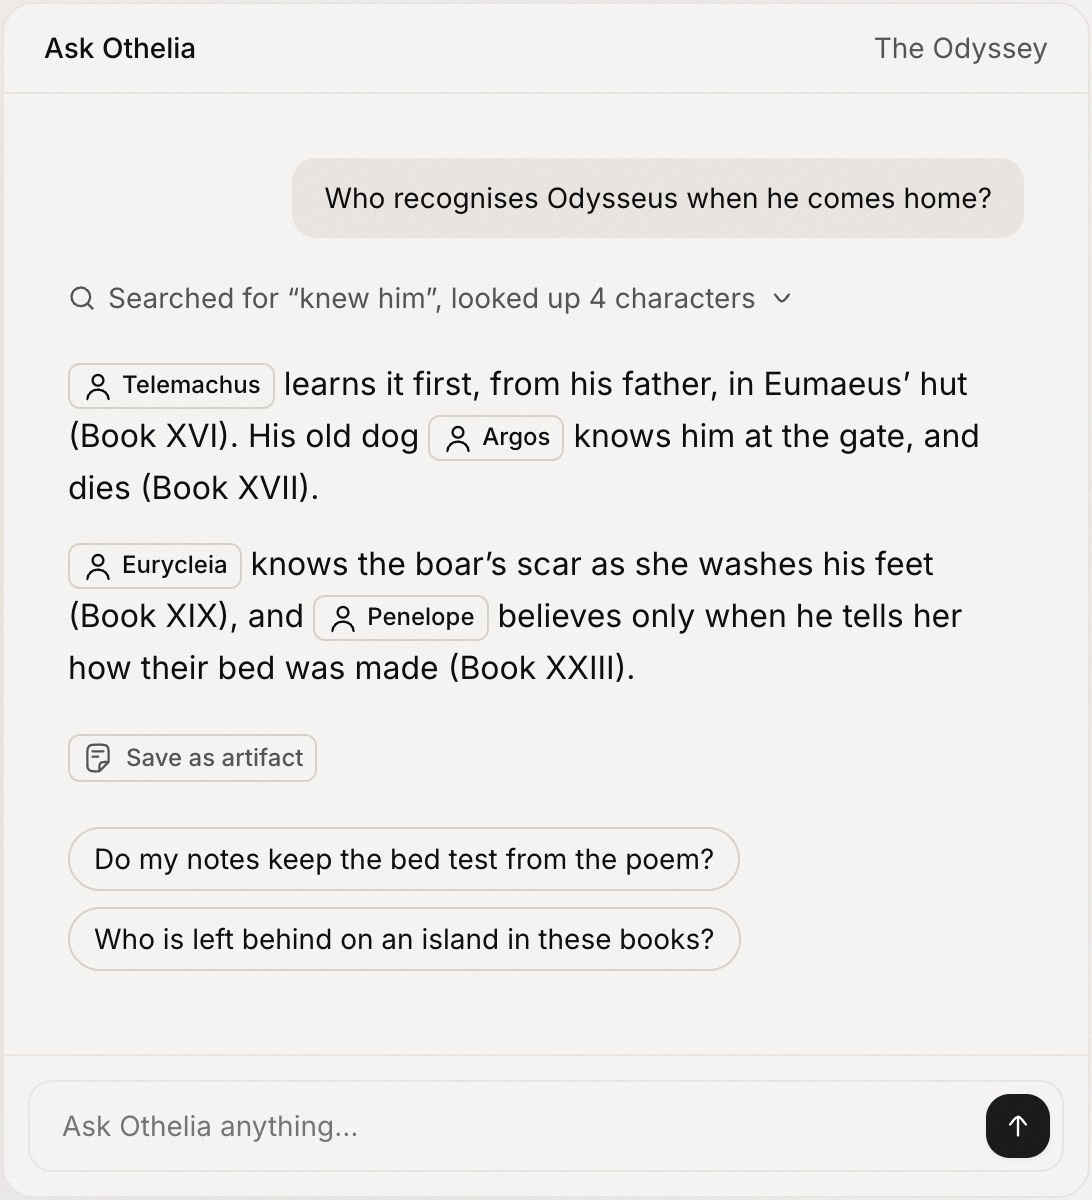 Ask Othelia
The Odyssey
Who recognises Odysseus when he comes home?
Searched for “knew him”, looked up 4 characters
Telemachus learns it first, from his father, in Eumaeus’ hut
(Book XVI). His old dog Argos knows him at the gate, and
dies (Book XVII).
Eurycleia knows the boar’s scar as she washes his feet
(Book XIX), and Penelope believes only when he tells her
how their bed was made (Book XXIII).
Save as artifact
Do my notes keep the bed test from the poem?
Who is left behind on an island in these books?
Ask Othelia anything...